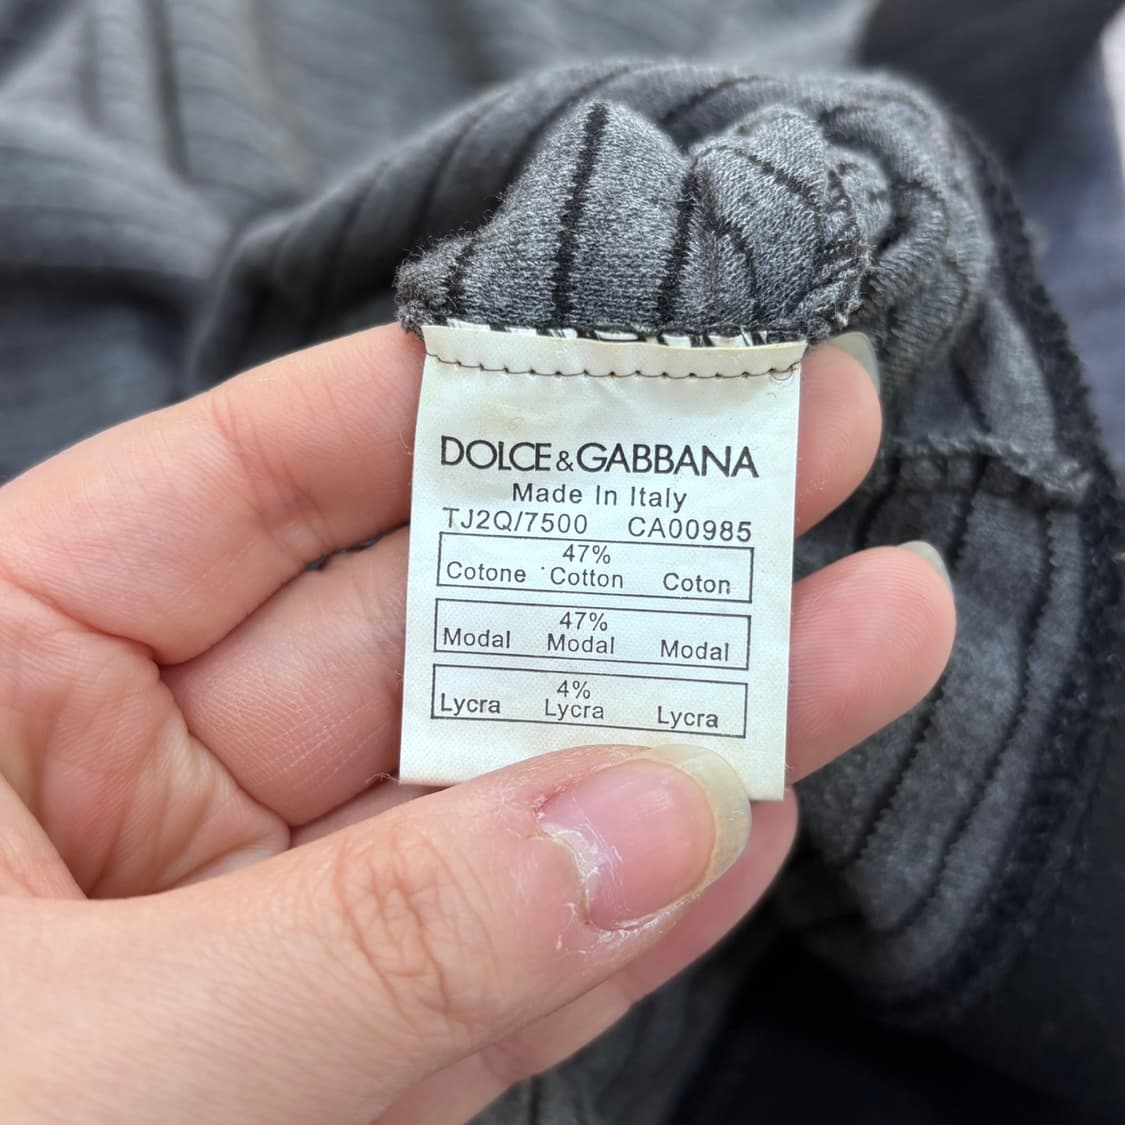 DOLCE&GABBANA
Made In Italy
TJ2Q/7500 CA00985
47%
Cotone Cotton Coton
47%
Modal Modal Modal
4%
Lycra Lycra Lycra